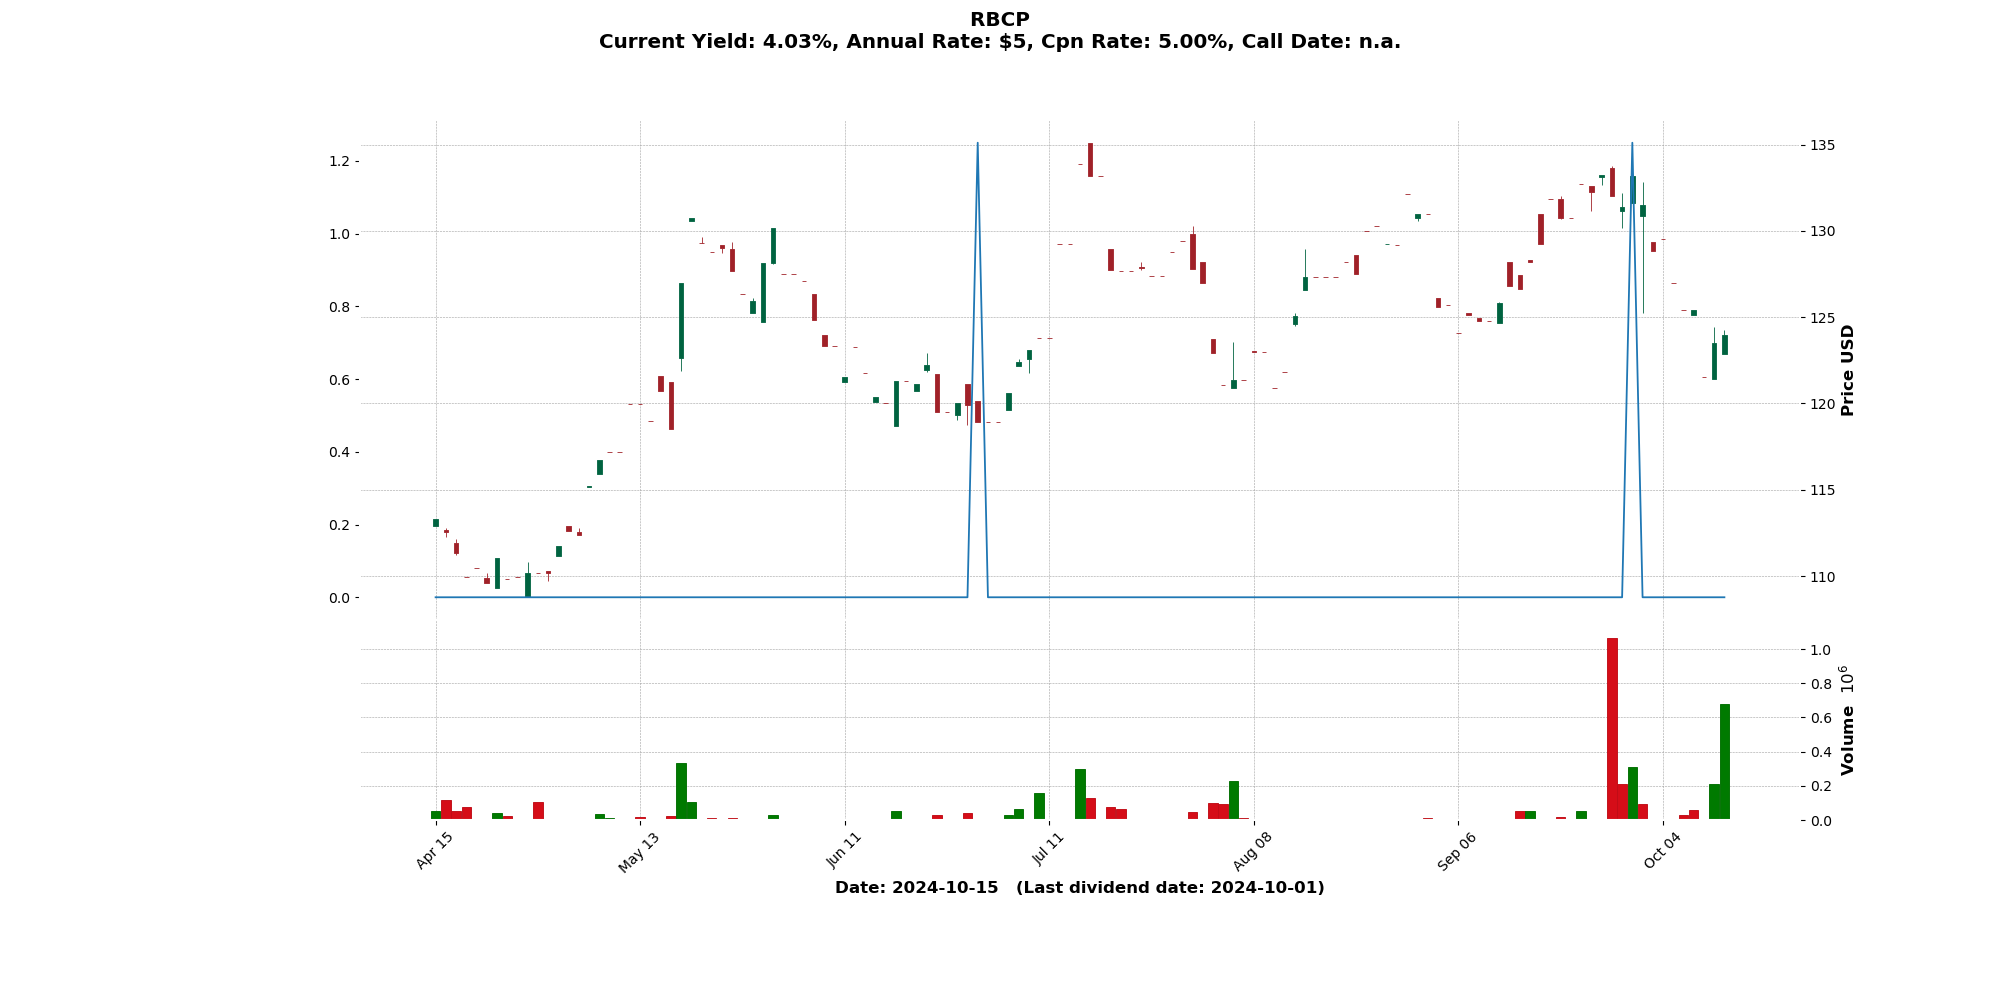 RBCP
Current Yield: 4.03%, Annual Rate: $5, Cpn Rate: 5.00%, Call Date: n.a.
1.2
1.0
0.8
0.6
0.4
0.2
0.0
135
130
125
120
115
110
Price USD
1.0
0.8
0.6
0.4
0.2
0.0
Volume 10^6
Apr 15
May 13
Jun 11
Jul 11
Aug 08
Sep 06
Oct 04
Date: 2024-10-15 (Last dividend date: 2024-10-01)